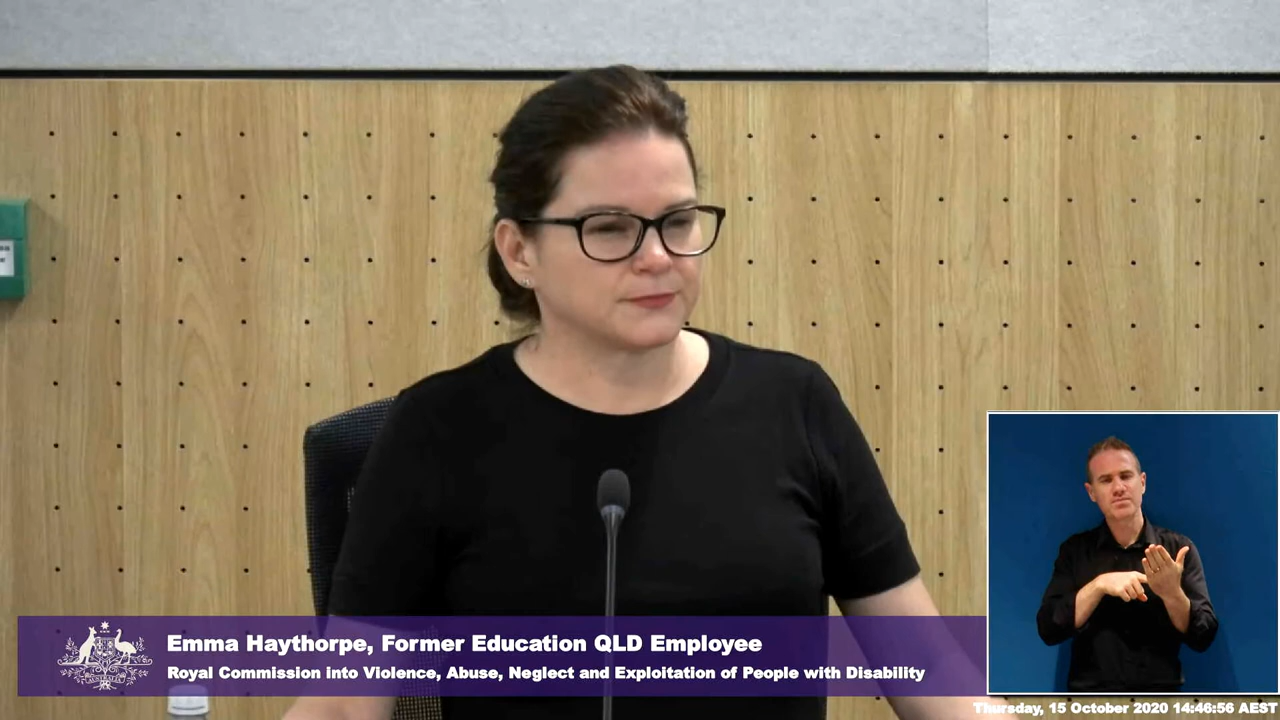 Emma Haythorpe, Former Education QLD Employee
Royal Commission into Violence, Abuse, Neglect and Exploitation of People with Disability
Thursday, 15 October 2020 14:46:56 AEST